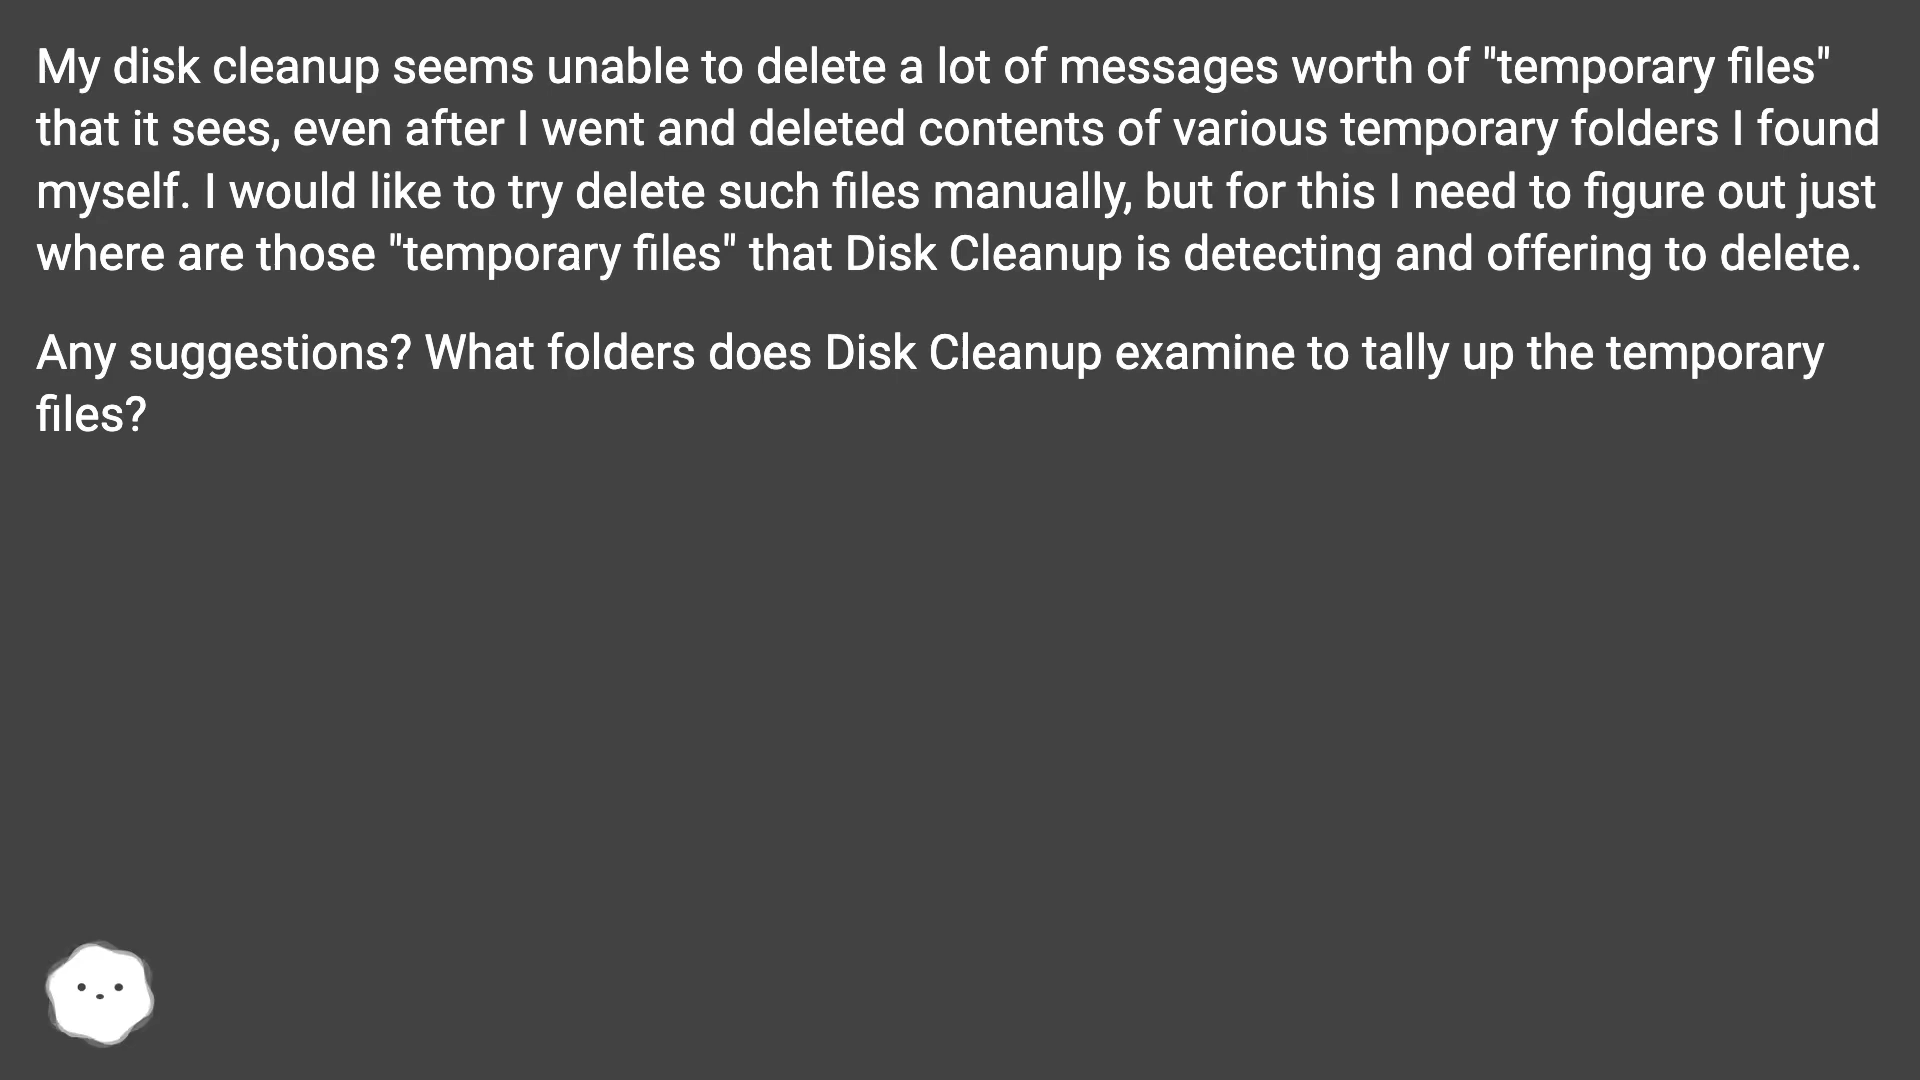 My disk cleanup seems unable to delete a lot of messages worth of "temporary files"
that it sees, even after I went and deleted contents of various temporary folders I found
myself. I would like to try delete such files manually, but for this I need to figure out just
where are those "temporary files" that Disk Cleanup is detecting and offering to delete.
Any suggestions? What folders does Disk Cleanup examine to tally up the temporary
files?